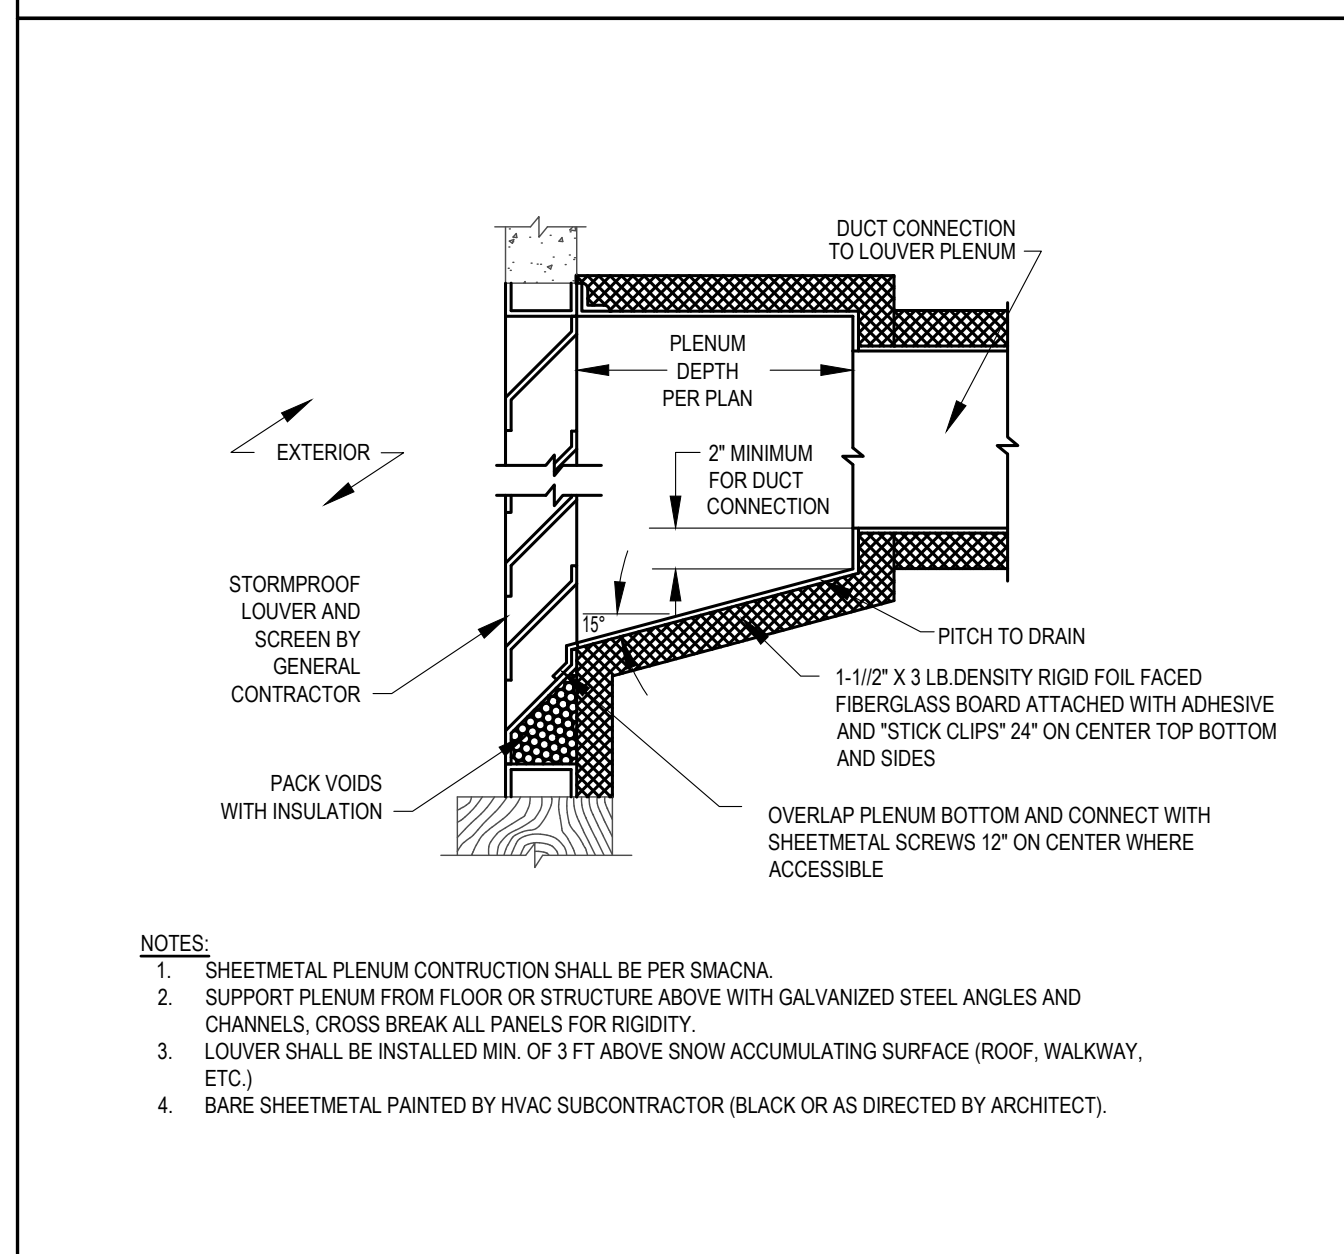 DUCT CONNECTION
TO LOUVER PLENUM
PLENUM
DEPTH
PER PLAN
EXTERIOR
2" MINIMUM
FOR DUCT
CONNECTION
STORMPROOF
LOUVER AND
SCREEN BY
GENERAL
CONTRACTOR
15°
PITCH TO DRAIN
1-1//2" X 3 LB.DENSITY RIGID FOIL FACED
FIBERGLASS BOARD ATTACHED WITH ADHESIVE
AND "STICK CLIPS" 24" ON CENTER TOP BOTTOM
AND SIDES
PACK VOIDS
WITH INSULATION
OVERLAP PLENUM BOTTOM AND CONNECT WITH
SHEETMETAL SCREWS 12" ON CENTER WHERE
ACCESSIBLE
NOTES:
1. SHEETMETAL PLENUM CONTRUCTION SHALL BE PER SMACNA.
2. SUPPORT PLENUM FROM FLOOR OR STRUCTURE ABOVE WITH GALVANIZED STEEL ANGLES AND
CHANNELS, CROSS BREAK ALL PANELS FOR RIGIDITY.
3. LOUVER SHALL BE INSTALLED MIN. OF 3 FT ABOVE SNOW ACCUMULATING SURFACE (ROOF, WALKWAY,
ETC.)
4. BARE SHEETMETAL PAINTED BY HVAC SUBCONTRACTOR (BLACK OR AS DIRECTED BY ARCHITECT).